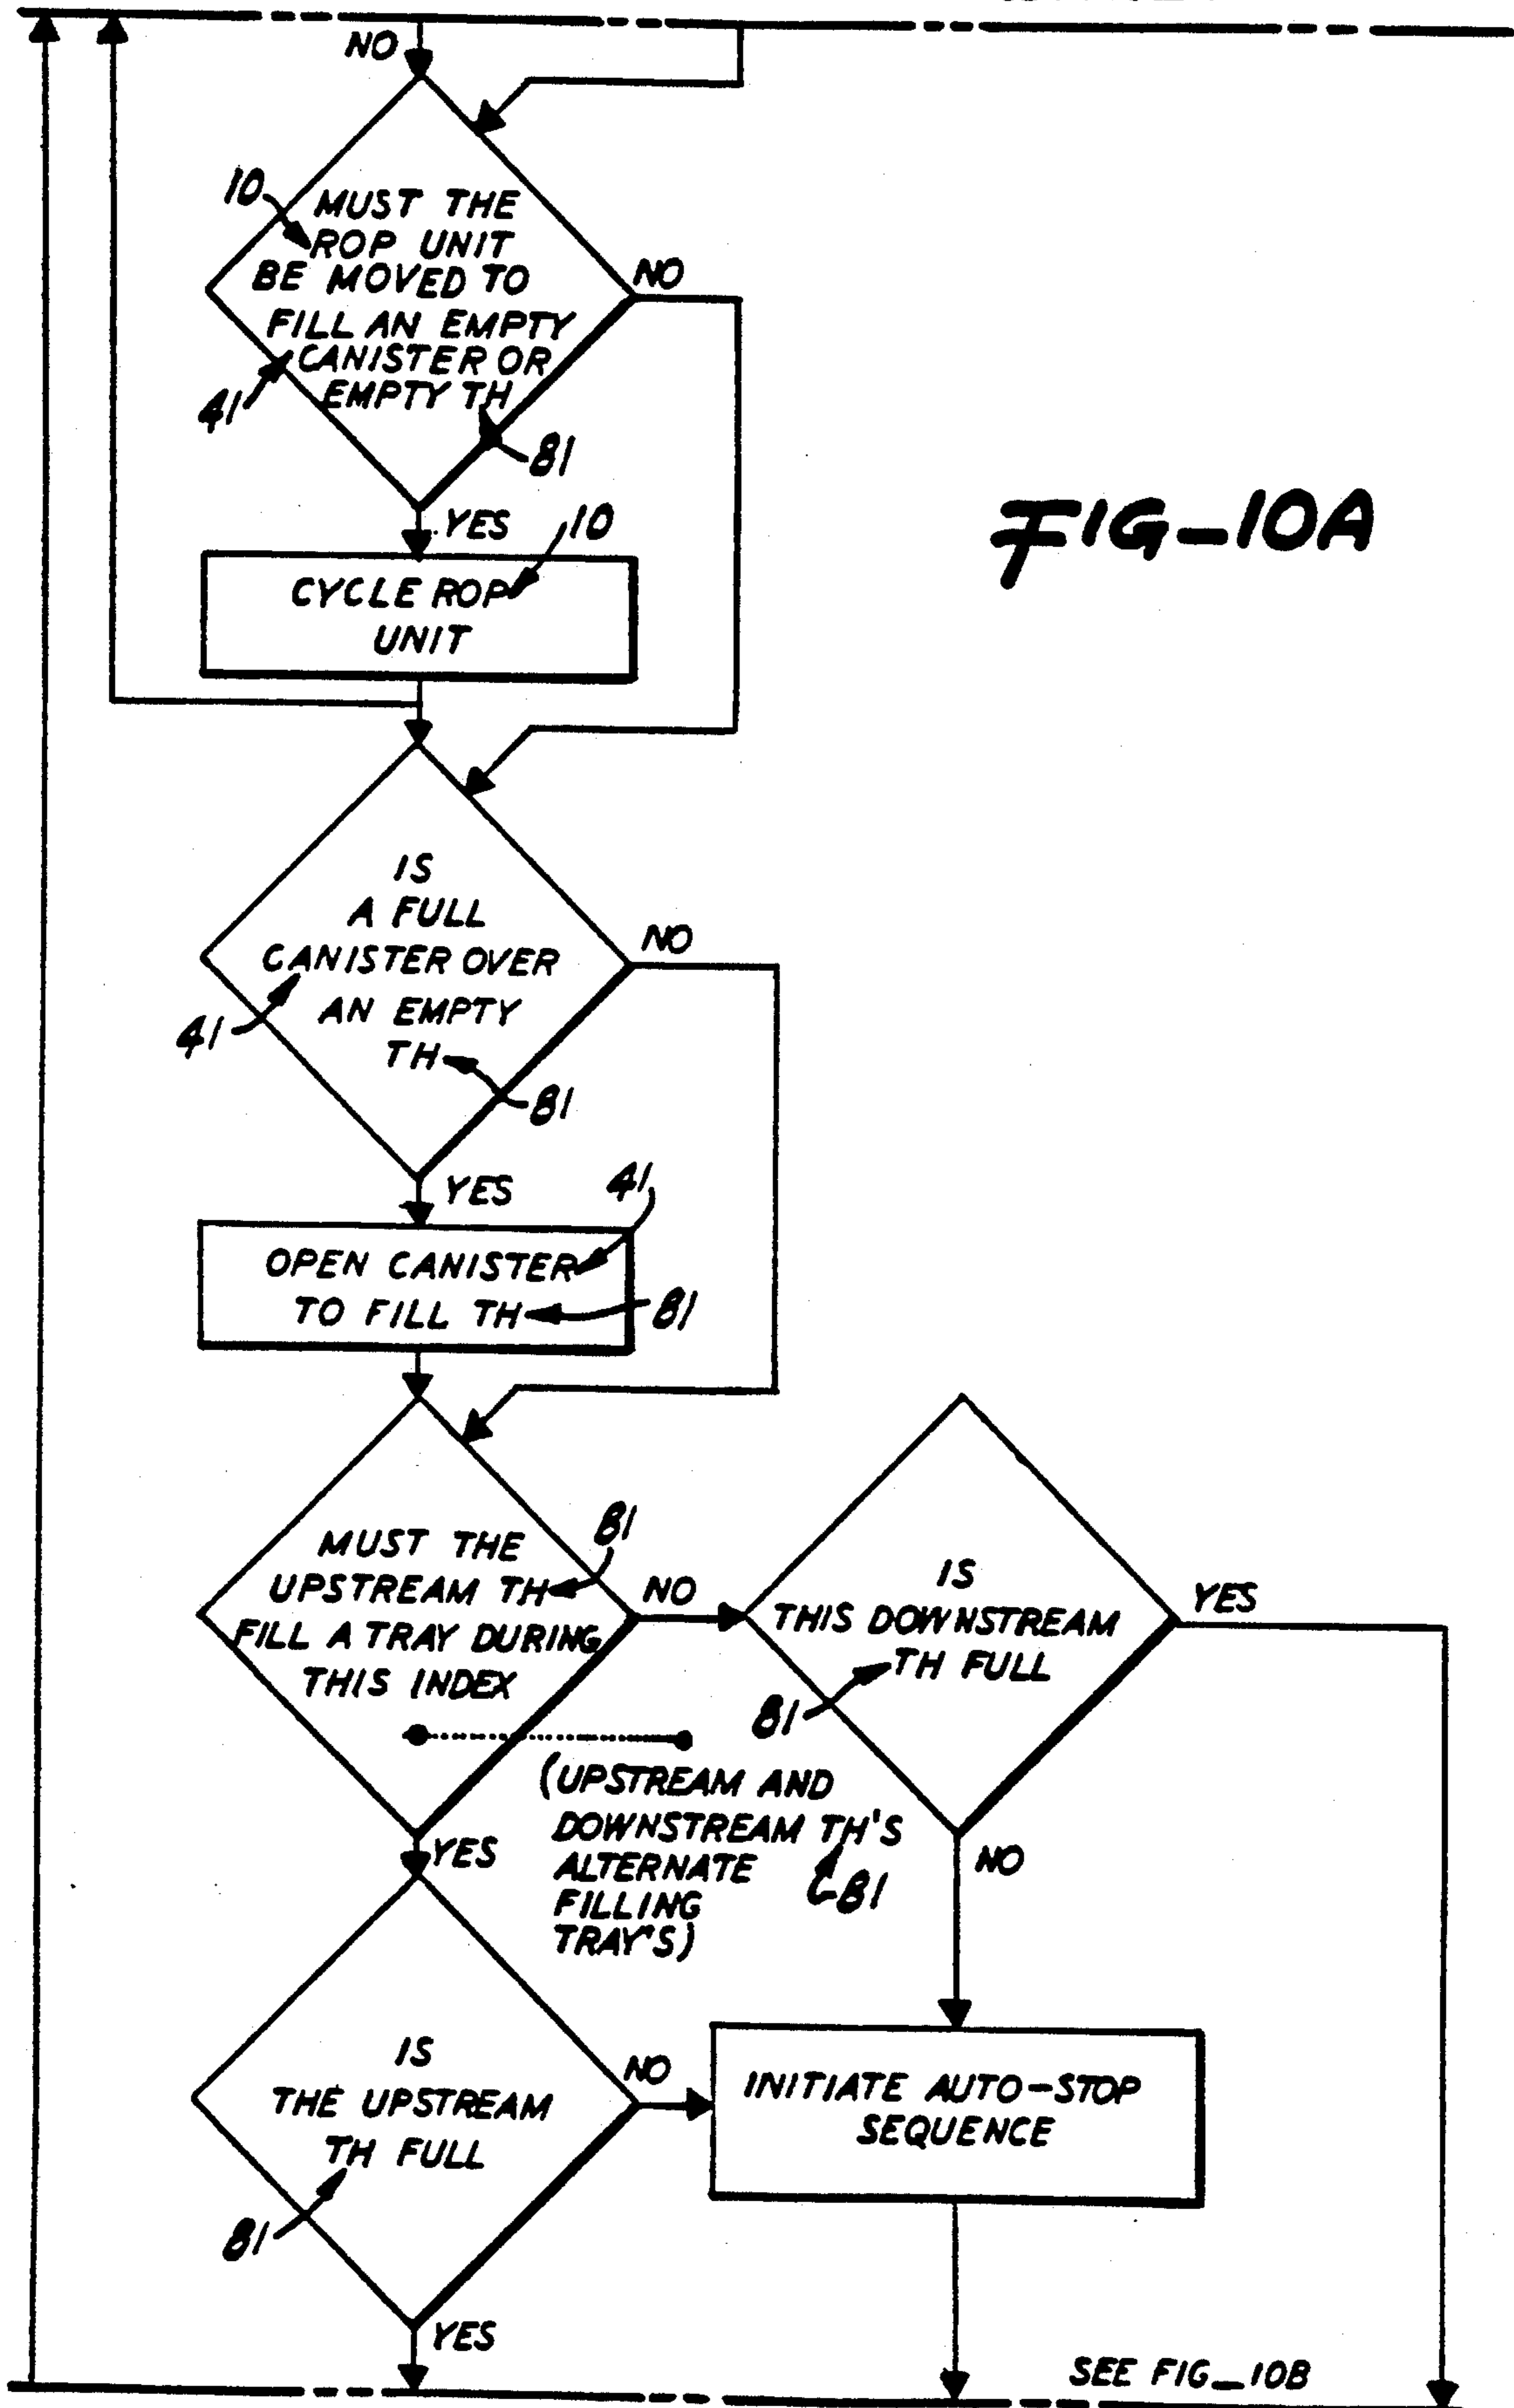 NO
10
MUST THE
ROP UNIT
BE MOVED TO
FILL AN EMPTY
CANISTER OR
EMPTY TH
NO
41
81
YES
10
FIG_10A
CYCLE ROP
UNIT
IS
A FULL
CANISTER OVER
AN EMPTY
TH
NO
41
81
YES
41
OPEN CANISTER
TO FILL TH
81
MUST THE
UPSTREAM TH
FILL A TRAY DURING
THIS INDEX
81
NO
IS
THIS DOWNSTREAM
TH FULL
YES
81
(UPSTREAM AND
DOWNSTREAM TH'S
ALTERNATE
FILLING
TRAY'S)
81
YES
NO
IS
THE UPSTREAM
TH FULL
NO
INITIATE AUTO-STOP
SEQUENCE
81
YES
SEE FIG_10B